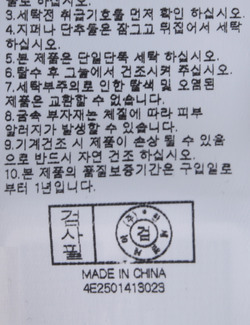 물로 하십시오.
3.세탁전 취급기호를 먼저 확인 하십시오
4.지퍼나 단추물은 잠그고 뒤집어서 세탁
하십시오.
5.본 제품은 단일단독 세탁 하십시오.
6.탈수 후 그늘에서 건조시켜 주십시오.
7.세탁부주의로 인한 탈색 및 오염된
제품은 교환할 수 없습니다.
8.금속 부자재는 체질에 따라 피부
알러지가 발생할 수 있습니다.
9.기계건조 시 제품이 손상 될 수 있음
으로 반드시 자연 건조 하십시오.
10.본 제품의 품질보증기간은 구입일로
부터 1년입니다.
검사필
검
MADE IN CHINA
4E2501413023